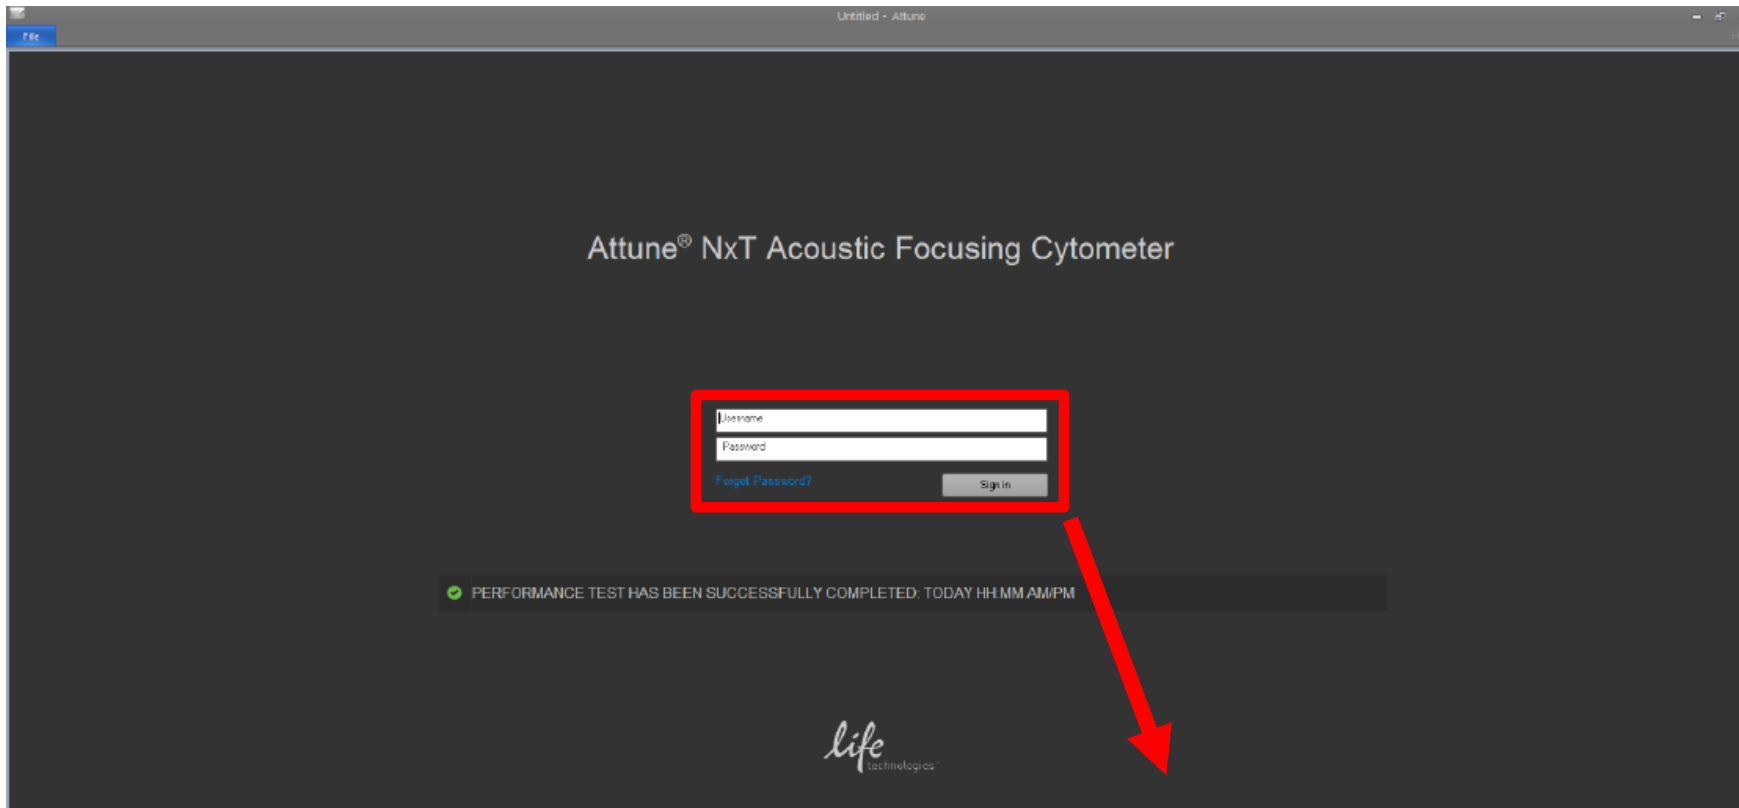 Untitled - Attune
File
Attune® NxT Acoustic Focusing Cytometer
Username
Password
Forgot Password?
Sign in
PERFORMANCE TEST HAS BEEN SUCCESSFULLY COMPLETED: TODAY HH:MM AM/PM
life
technologies™